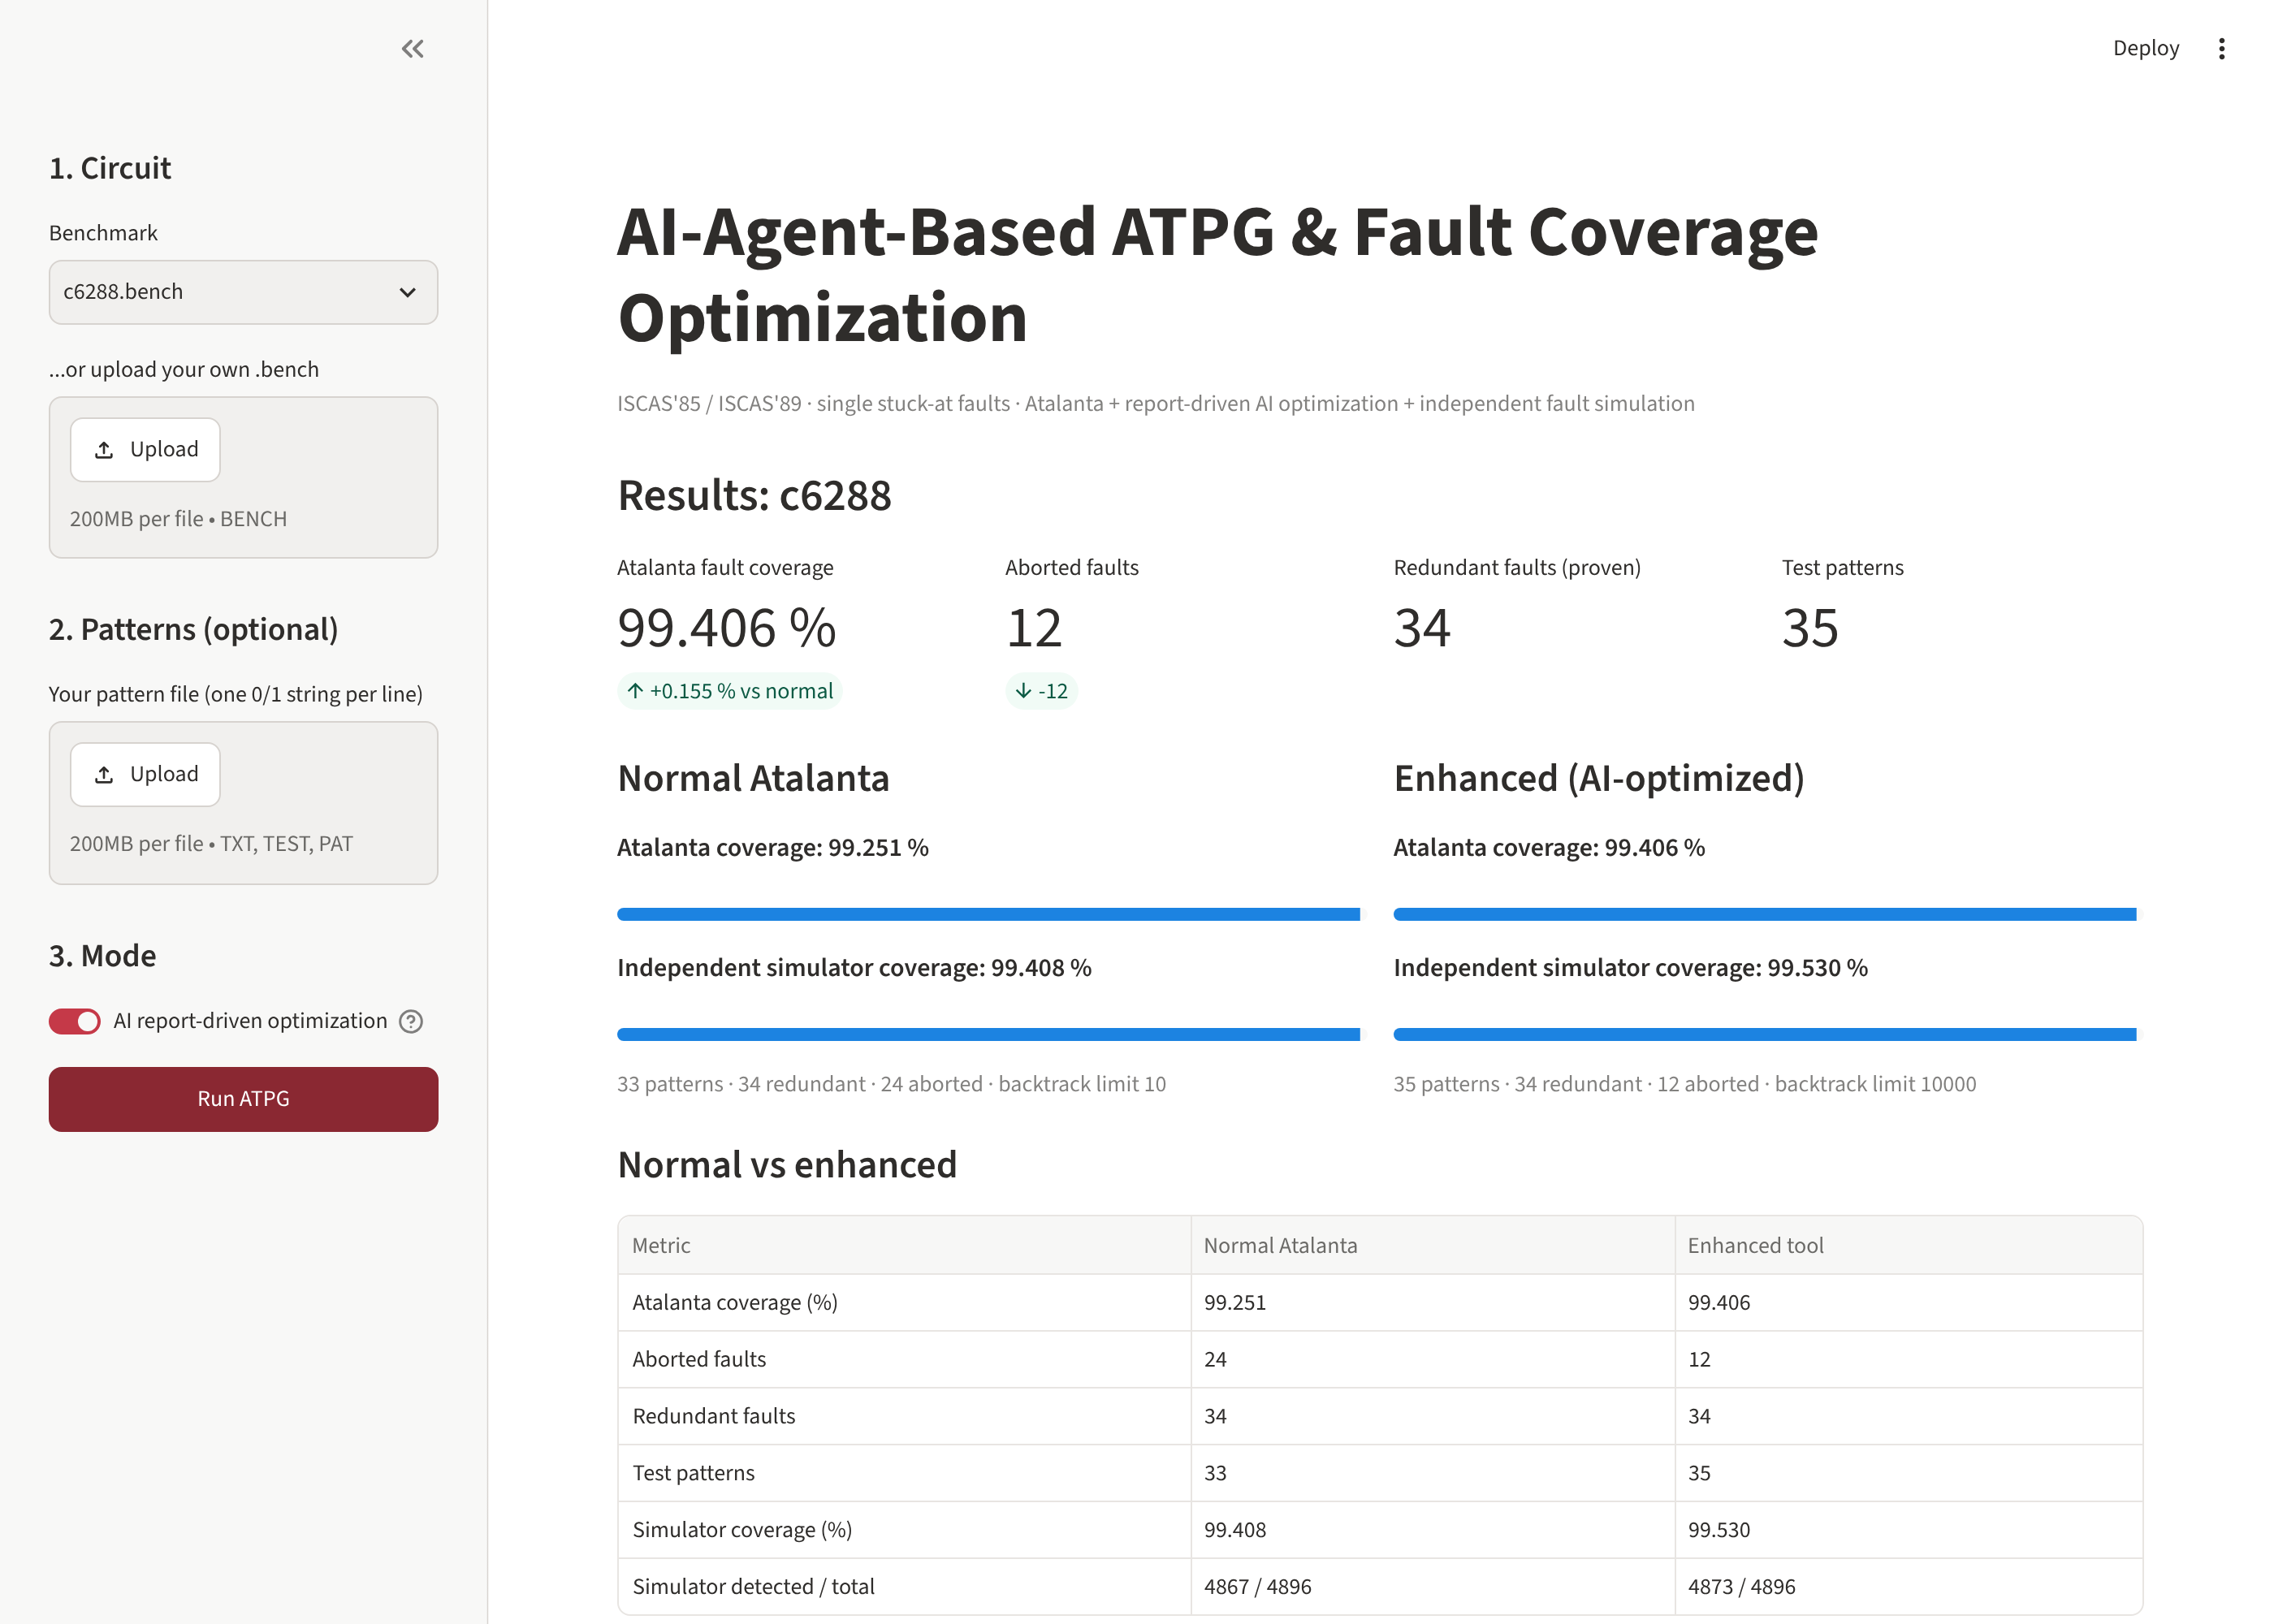 1. Circuit
Benchmark
c6288.bench
...or upload your own .bench
Upload
200MB per file • BENCH
2. Patterns (optional)
Your pattern file (one 0/1 string per line)
Upload
200MB per file • TXT, TEST, PAT
3. Mode
AI report-driven optimization
Run ATPG
Deploy
AI-Agent-Based ATPG & Fault Coverage
Optimization
ISCAS'85 / ISCAS'89 · single stuck-at faults · Atalanta + report-driven AI optimization + independent fault simulation
Results: c6288
Atalanta fault coverage
99.406 %
↑ +0.155 % vs normal
Aborted faults
12
↓ -12
Redundant faults (proven)
34
Test patterns
35
Normal Atalanta
Atalanta coverage: 99.251 %
Independent simulator coverage: 99.408 %
33 patterns · 34 redundant · 24 aborted · backtrack limit 10
Enhanced (AI-optimized)
Atalanta coverage: 99.406 %
Independent simulator coverage: 99.530 %
35 patterns · 34 redundant · 12 aborted · backtrack limit 10000
Normal vs enhanced
Metric Normal Atalanta Enhanced tool
Atalanta coverage (%) 99.251 99.406
Aborted faults 24 12
Redundant faults 34 34
Test patterns 33 35
Simulator coverage (%) 99.408 99.530
Simulator detected / total 4867 / 4896 4873 / 4896